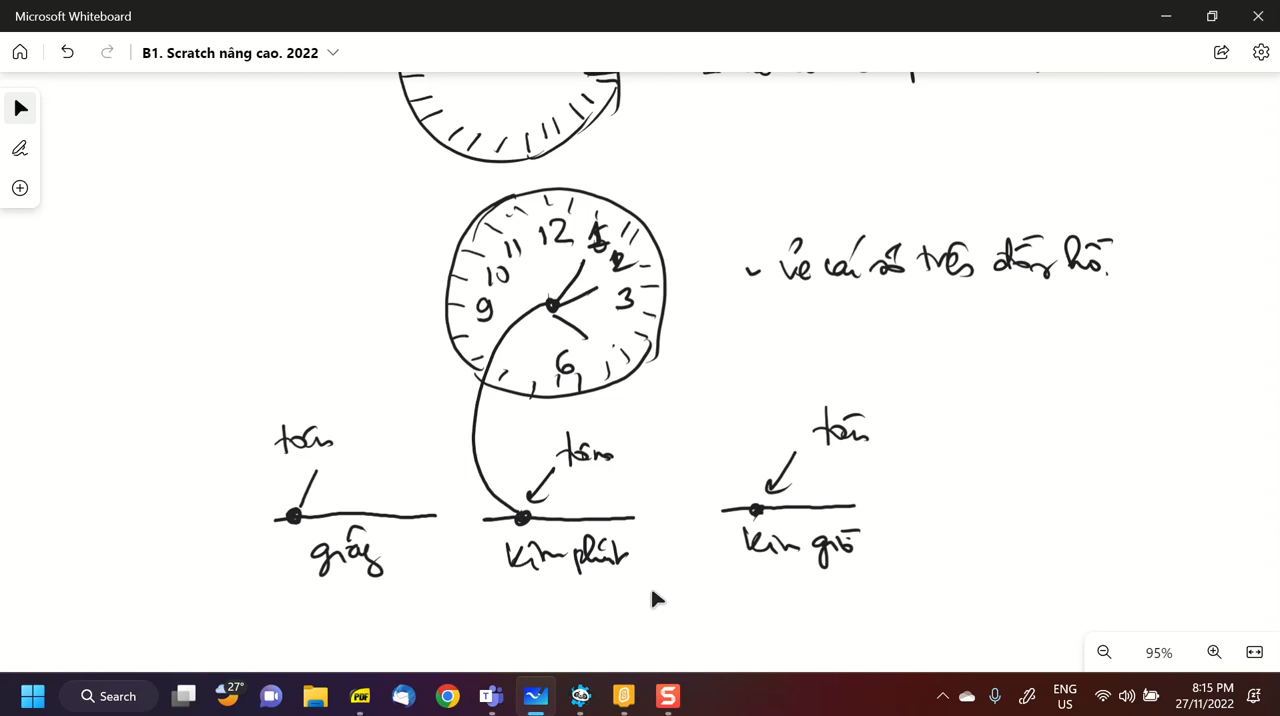 Microsoft Whiteboard
B1. Scratch nâng cao. 2022
12
11
1
10
2
9
3
6
vẽ các số trên đồng hồ.
tâm
tâm
tâm
giây
kim phút
kim giờ
95%
Search
27°
PDF
ENG
US
8:15 PM
27/11/2022